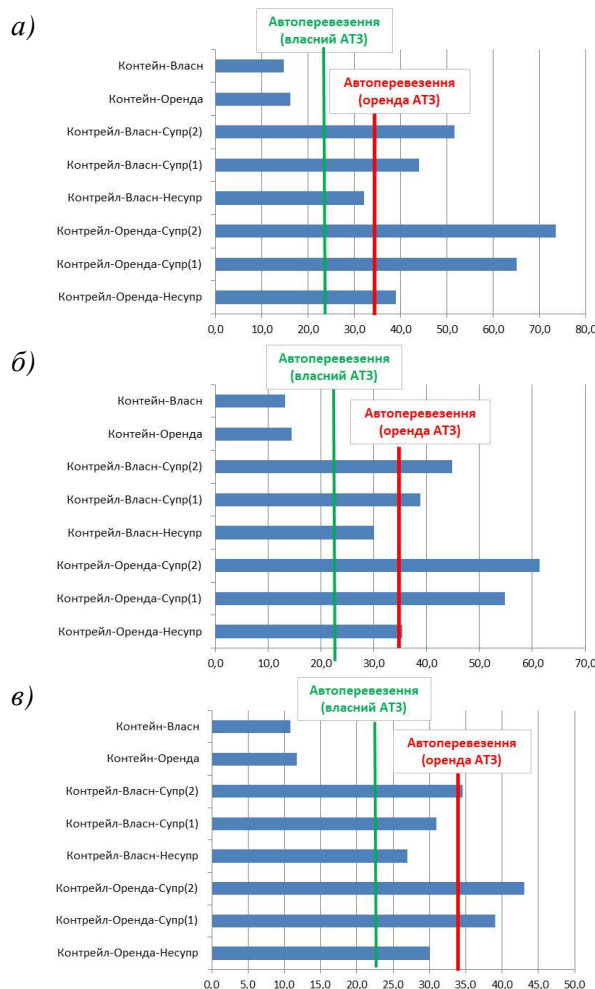 а)
Автоперевезення
(власний АТЗ)
Автоперевезення
(оренда АТЗ)
Контейн-Власн
Контейн-Оренда
Контрейл-Власн-Супр(2)
Контрейл-Власн-Супр(1)
Контрейл-Власн-Несупр
Контрейл-Оренда-Супр(2)
Контрейл-Оренда-Супр(1)
Контрейл-Оренда-Несупр
0,0 10,0 20,0 30,0 40,0 50,0 60,0 70,0 80,0
б)
Автоперевезення
(власний АТЗ)
Автоперевезення
(оренда АТЗ)
Контейн-Власн
Контейн-Оренда
Контрейл-Власн-Супр(2)
Контрейл-Власн-Супр(1)
Контрейл-Власн-Несупр
Контрейл-Оренда-Супр(2)
Контрейл-Оренда-Супр(1)
Контрейл-Оренда-Несупр
0,0 10,0 20,0 30,0 40,0 50,0 60,0 70,0
в)
Автоперевезення
(власний АТЗ)
Автоперевезення
(оренда АТЗ)
Контейн-Власн
Контейн-Оренда
Контрейл-Власн-Супр(2)
Контрейл-Власн-Супр(1)
Контрейл-Власн-Несупр
Контрейл-Оренда-Супр(2)
Контрейл-Оренда-Супр(1)
Контрейл-Оренда-Несупр
0.0 5.0 10.0 15.0 20.0 25.0 30.0 35.0 40.0 45.0 50.0